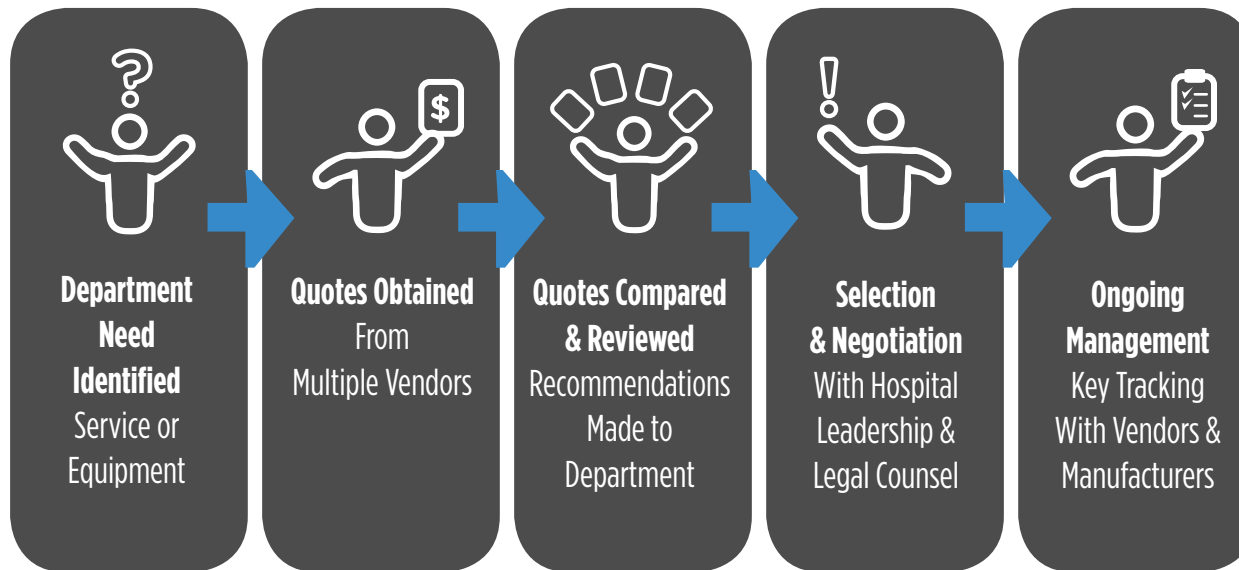 ?
Department
Need
Identified
Service or
Equipment
$
Quotes Obtained
From
Multiple Vendors
Quotes Compared
& Reviewed
Recommendations
Made to
Department
!
Selection
& Negotiation
With Hospital
Leadership &
Legal Counsel
Ongoing
Management
Key Tracking
With Vendors &
Manufacturers